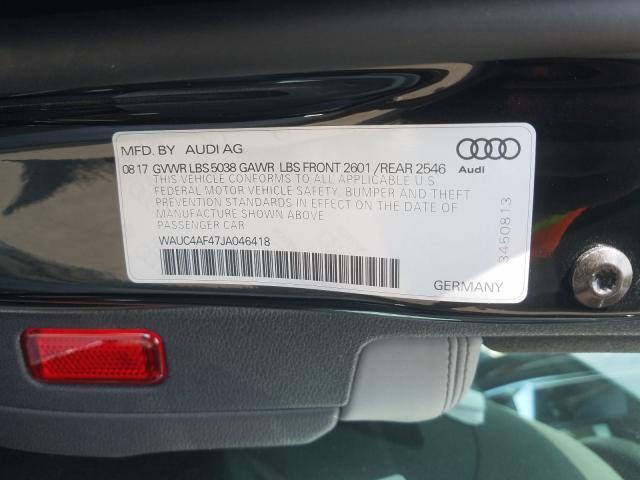 MFD. BY AUDI AG
Audi
08 17 GVWR LBS 5038 GAWR LBS FRONT 2601 / REAR 2546
THIS VEHICLE CONFORMS TO ALL APPLICABLE U.S.
FEDERAL MOTOR VEHICLE SAFETY, BUMPER AND THEFT
PREVENTION STANDARDS IN EFFECT ON THE DATE OF
MANUFACTURE SHOWN ABOVE
PASSENGER CAR
WAUC4AF47JA046418
GERMANY
3450813